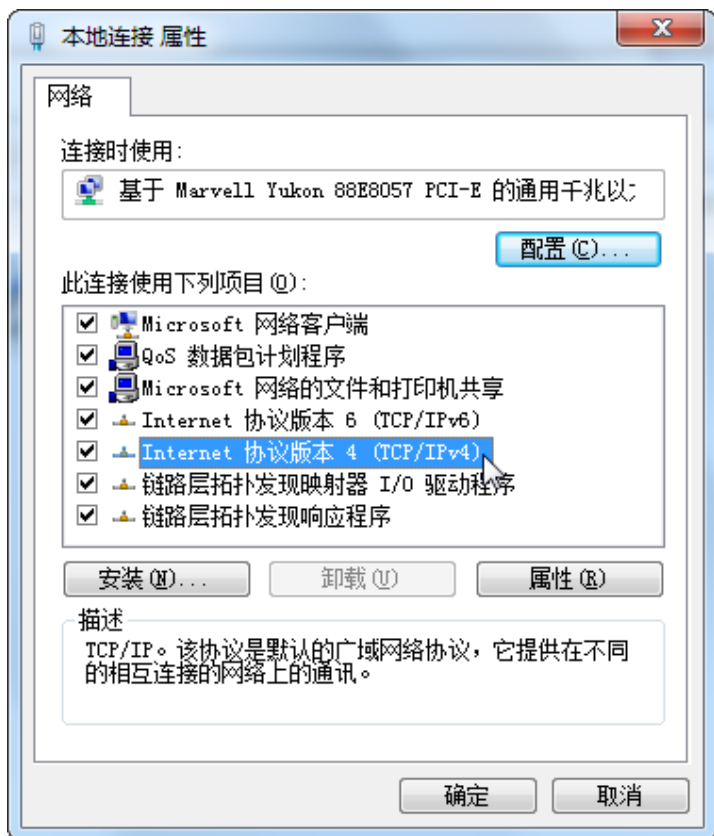 本地连接 属性
网络
连接时使用:
基于 Marvell Yukon 88E8057 PCI-E 的通用千兆以
配置(C)...
此连接使用下列项目(O):
Microsoft 网络客户端
QoS 数据包计划程序
Microsoft 网络的文件和打印机共享
Internet 协议版本 6 (TCP/IPv6)
Internet 协议版本 4 (TCP/IPv4)
链路层拓扑发现映射器 I/O 驱动程序
链路层拓扑发现响应程序
安装(N)...
卸载(U)
属性(R)
描述
TCP/IP。该协议是默认的广域网络协议，它提供在不同
的相互连接的网络上的通讯。
确定
取消